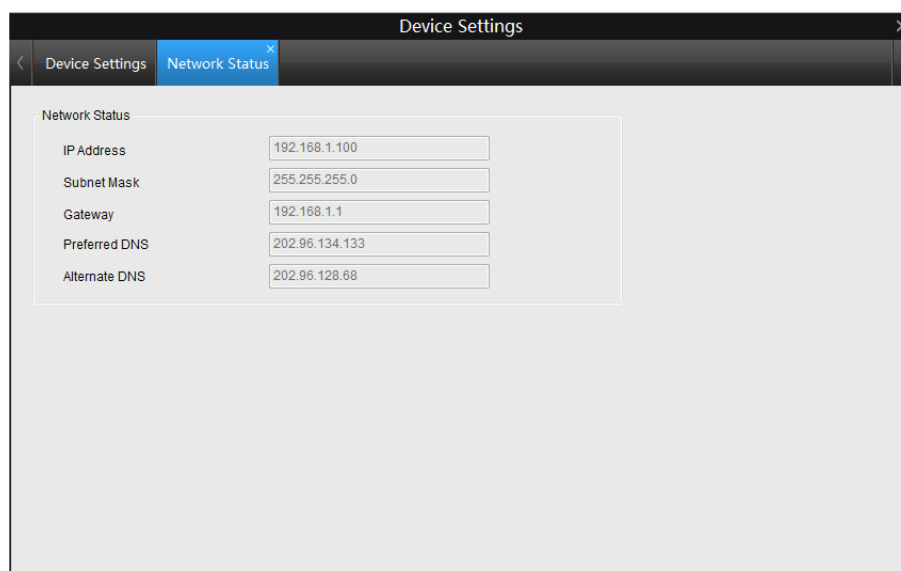 Device Settings
Device Settings Network Status
Network Status
IP Address 192.168.1.100
Subnet Mask 255.255.255.0
Gateway 192.168.1.1
Preferred DNS 202.96.134.133
Alternate DNS 202.96.128.68